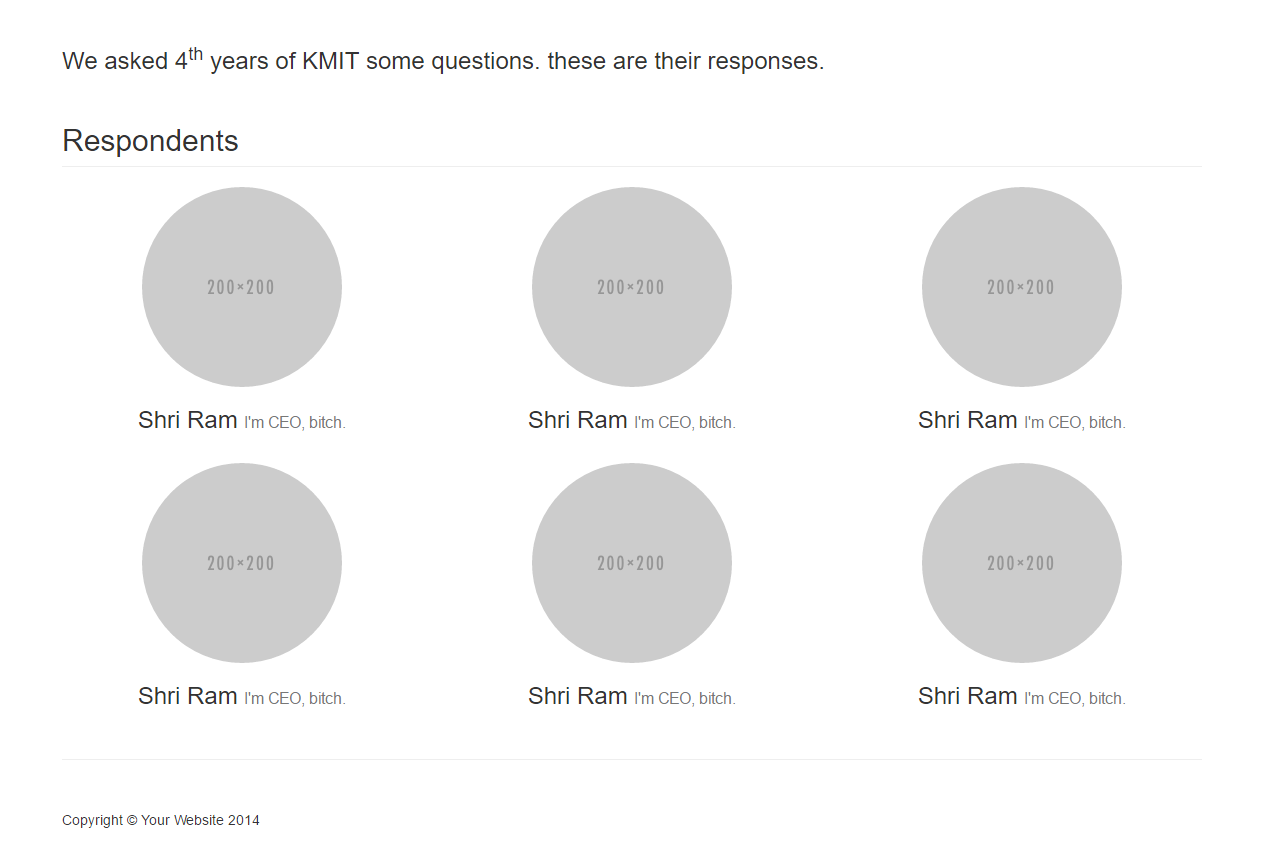 We asked 4th years of KMIT some questions. these are their responses.
Respondents
200×200 200×200 200×200
Shri Ram I'm CEO, bitch. Shri Ram I'm CEO, bitch. Shri Ram I'm CEO, bitch.
200×200 200×200 200×200
Shri Ram I'm CEO, bitch. Shri Ram I'm CEO, bitch. Shri Ram I'm CEO, bitch.
Copyright © Your Website 2014